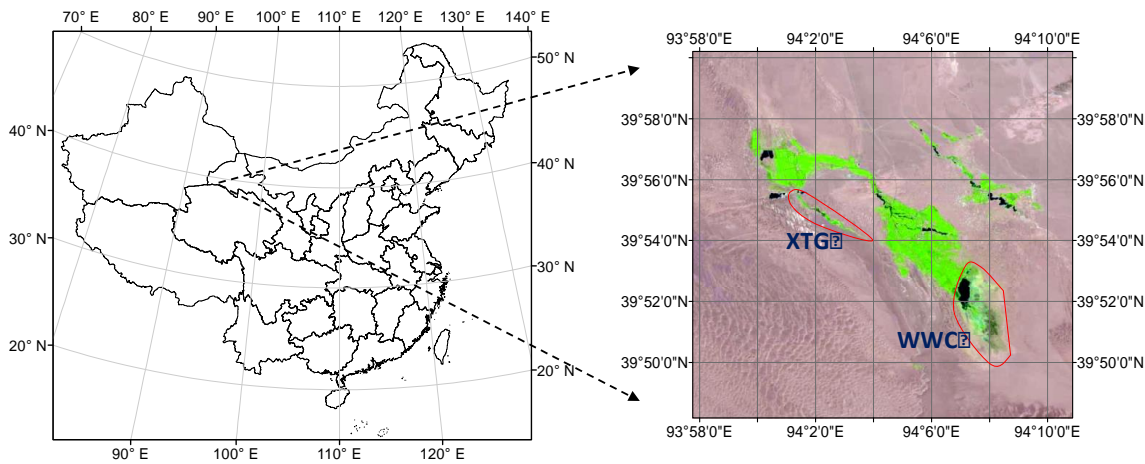 70° E 80° E 90° E 100° E 110° E 120° E 130° E 140° E
50° N
40° N
40° N
30° N
30° N
20° N
20° N
90° E 100° E 110° E 120° E
93°58'0"E 94°2'0"E 94°6'0"E 94°10'0"E
39°58'0"N 39°58'0"N
39°56'0"N 39°56'0"N
39°54'0"N 39°54'0"N
XTG
39°52'0"N 39°52'0"N
WWC
39°50'0"N 39°50'0"N
93°58'0"E 94°2'0"E 94°6'0"E 94°10'0"E